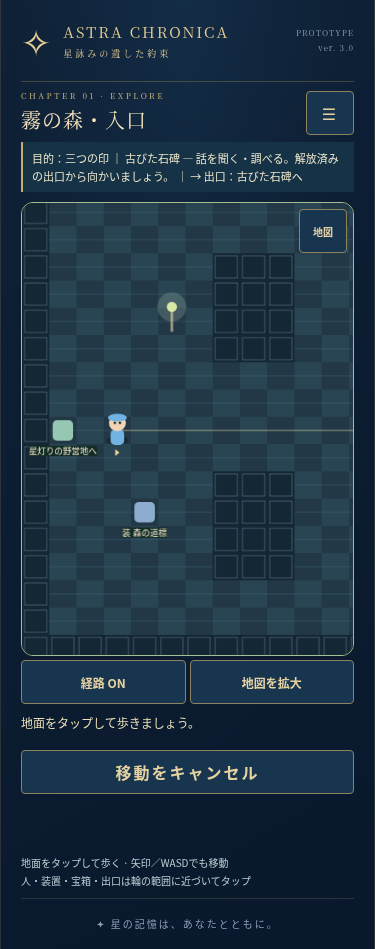 ASTRA CHRONICA
星詠みの遺した約束
PROTOTYPE
ver. 3.0
CHAPTER 01 · EXPLORE
霧の森・入口
目的：三つの印 ｜ 古びた石碑 — 話を聞く・調べる。解放済み
の出口から向かいましょう。 ｜ → 出口：古びた石碑へ
地図
星灯りの野営地へ
装 森の道標
経路 ON
地図を拡大
地面をタップして歩きましょう。
移動をキャンセル
地面をタップして歩く · 矢印／WASDでも移動
人・装置・宝箱・出口は輪の範囲に近づいてタップ
✦ 星の記憶は、あなたとともに。